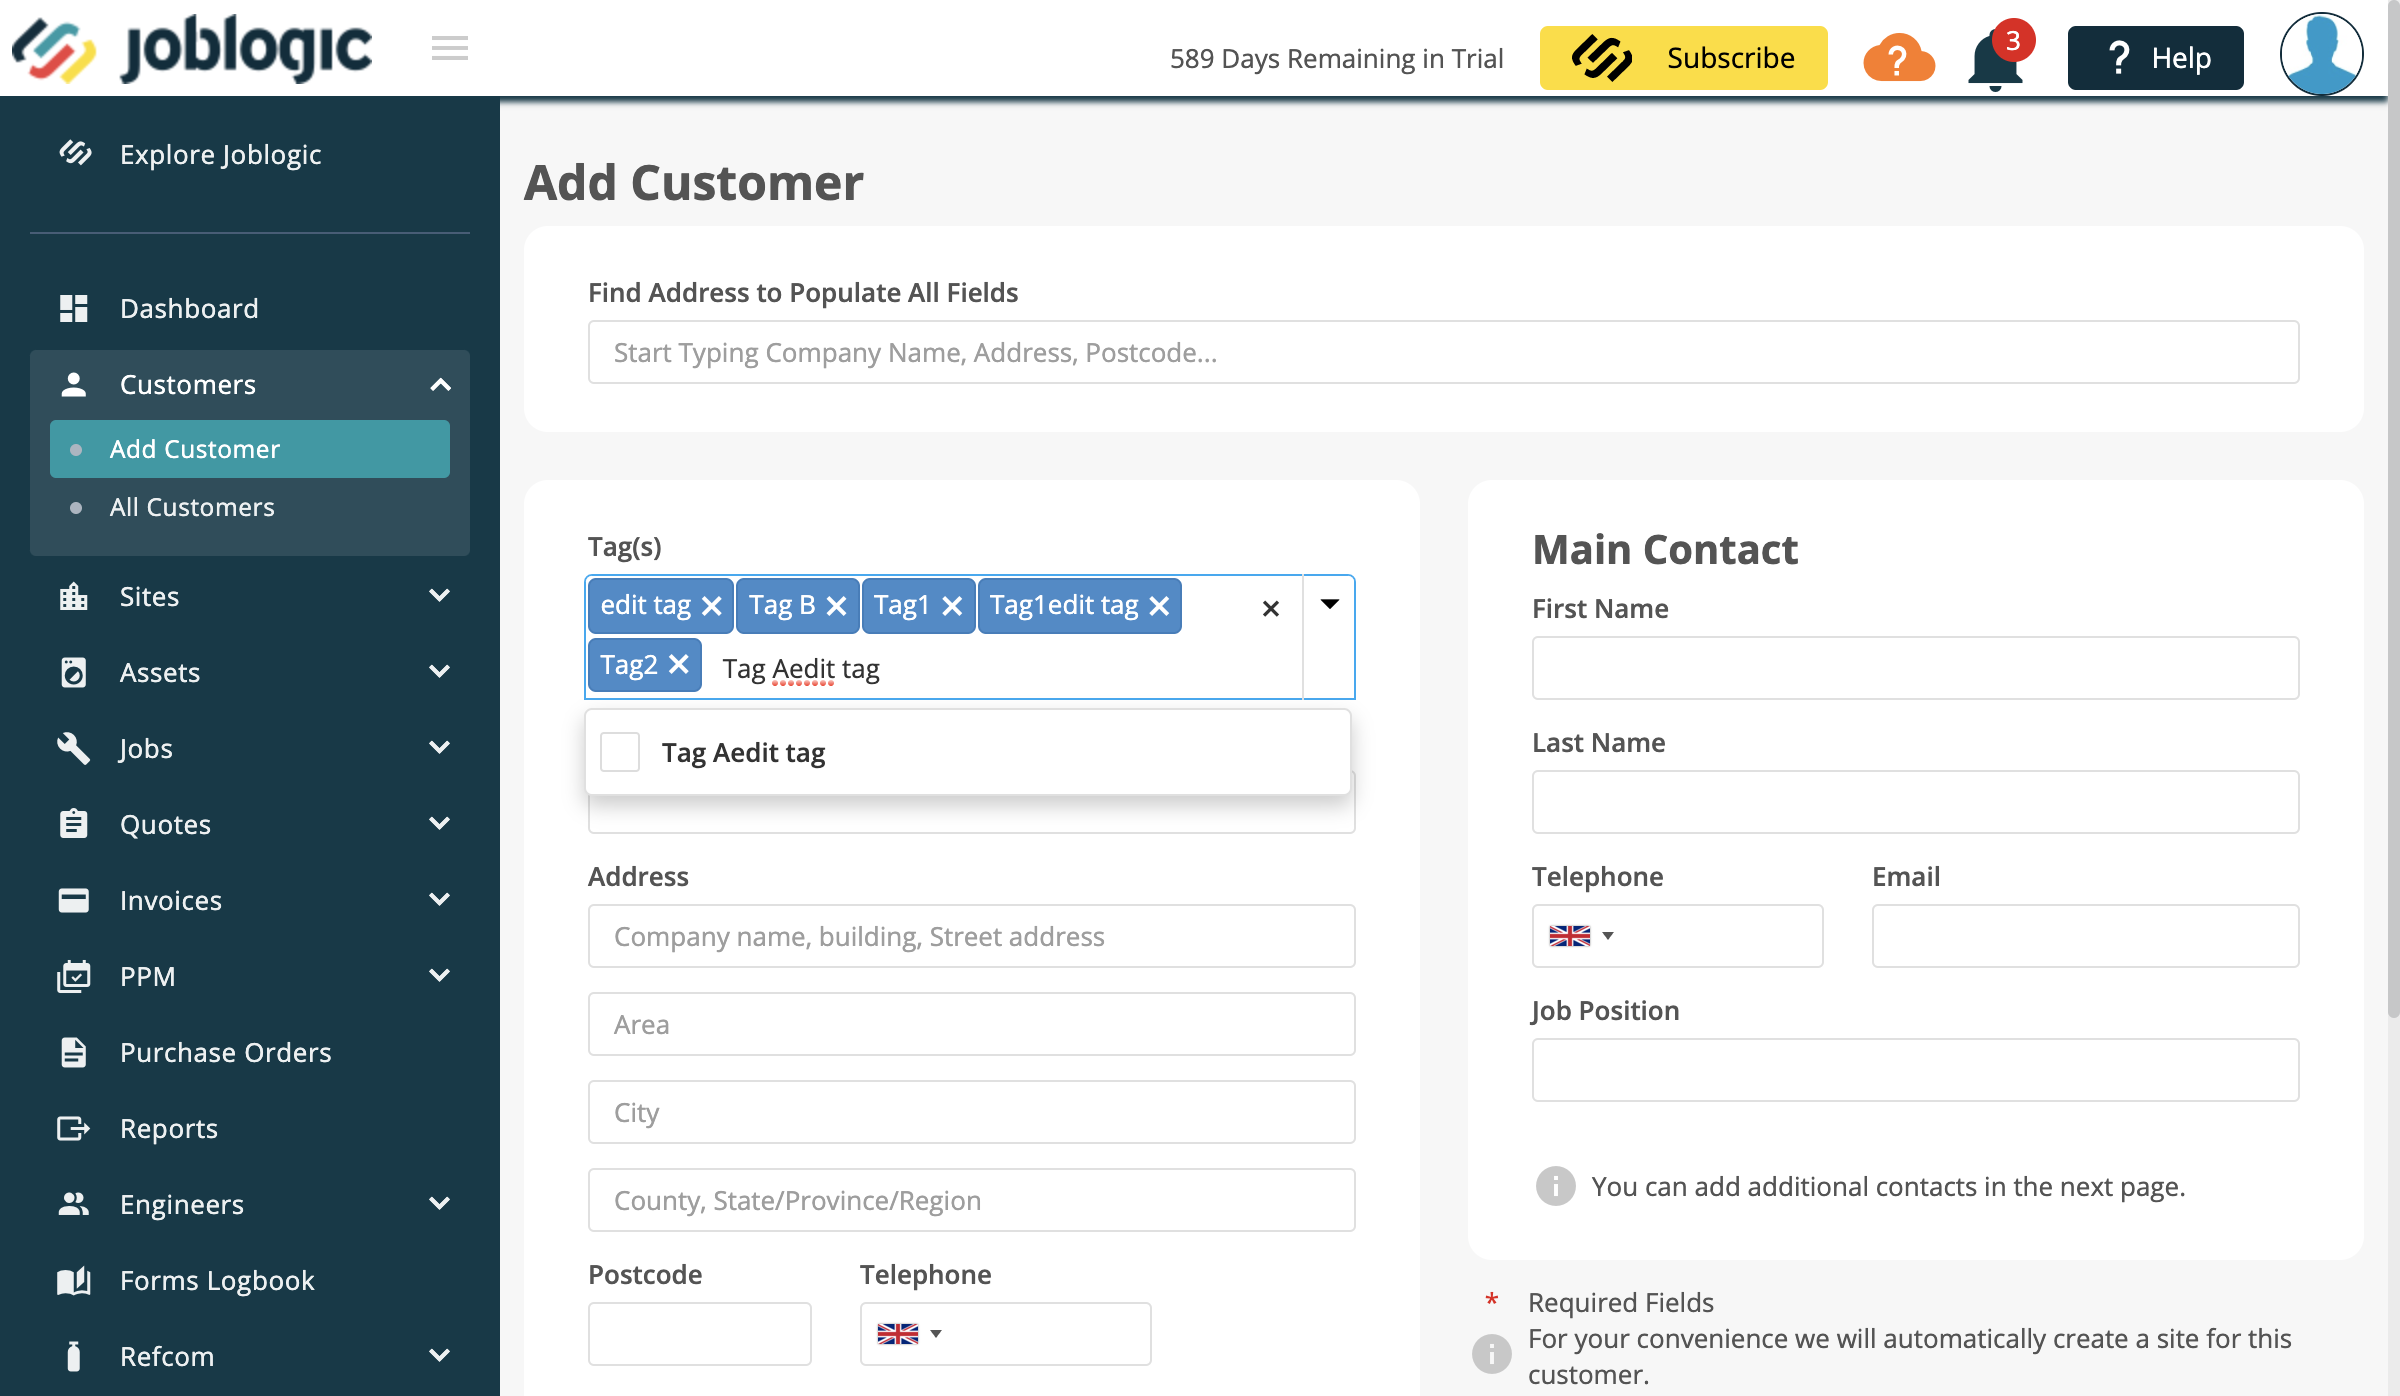 joblogic
589 Days Remaining in Trial
Subscribe
?
3
? Help
Explore Joblogic
Dashboard
Customers
Add Customer
All Customers
Sites
Assets
Jobs
Quotes
Invoices
PPM
Purchase Orders
Reports
Engineers
Forms Logbook
Refcom
Add Customer
Find Address to Populate All Fields
Start Typing Company Name, Address, Postcode...
Tag(s)
edit tag Tag B Tag1 Tag1edit tag
Tag2 Tag Aedit tag
Tag Aedit tag
Address
Company name, building, Street address
Area
City
County, State/Province/Region
Postcode Telephone
Main Contact
First Name
Last Name
Telephone Email
Job Position
i You can add additional contacts in the next page.
* Required Fields
i For your convenience we will automatically create a site for this
customer.